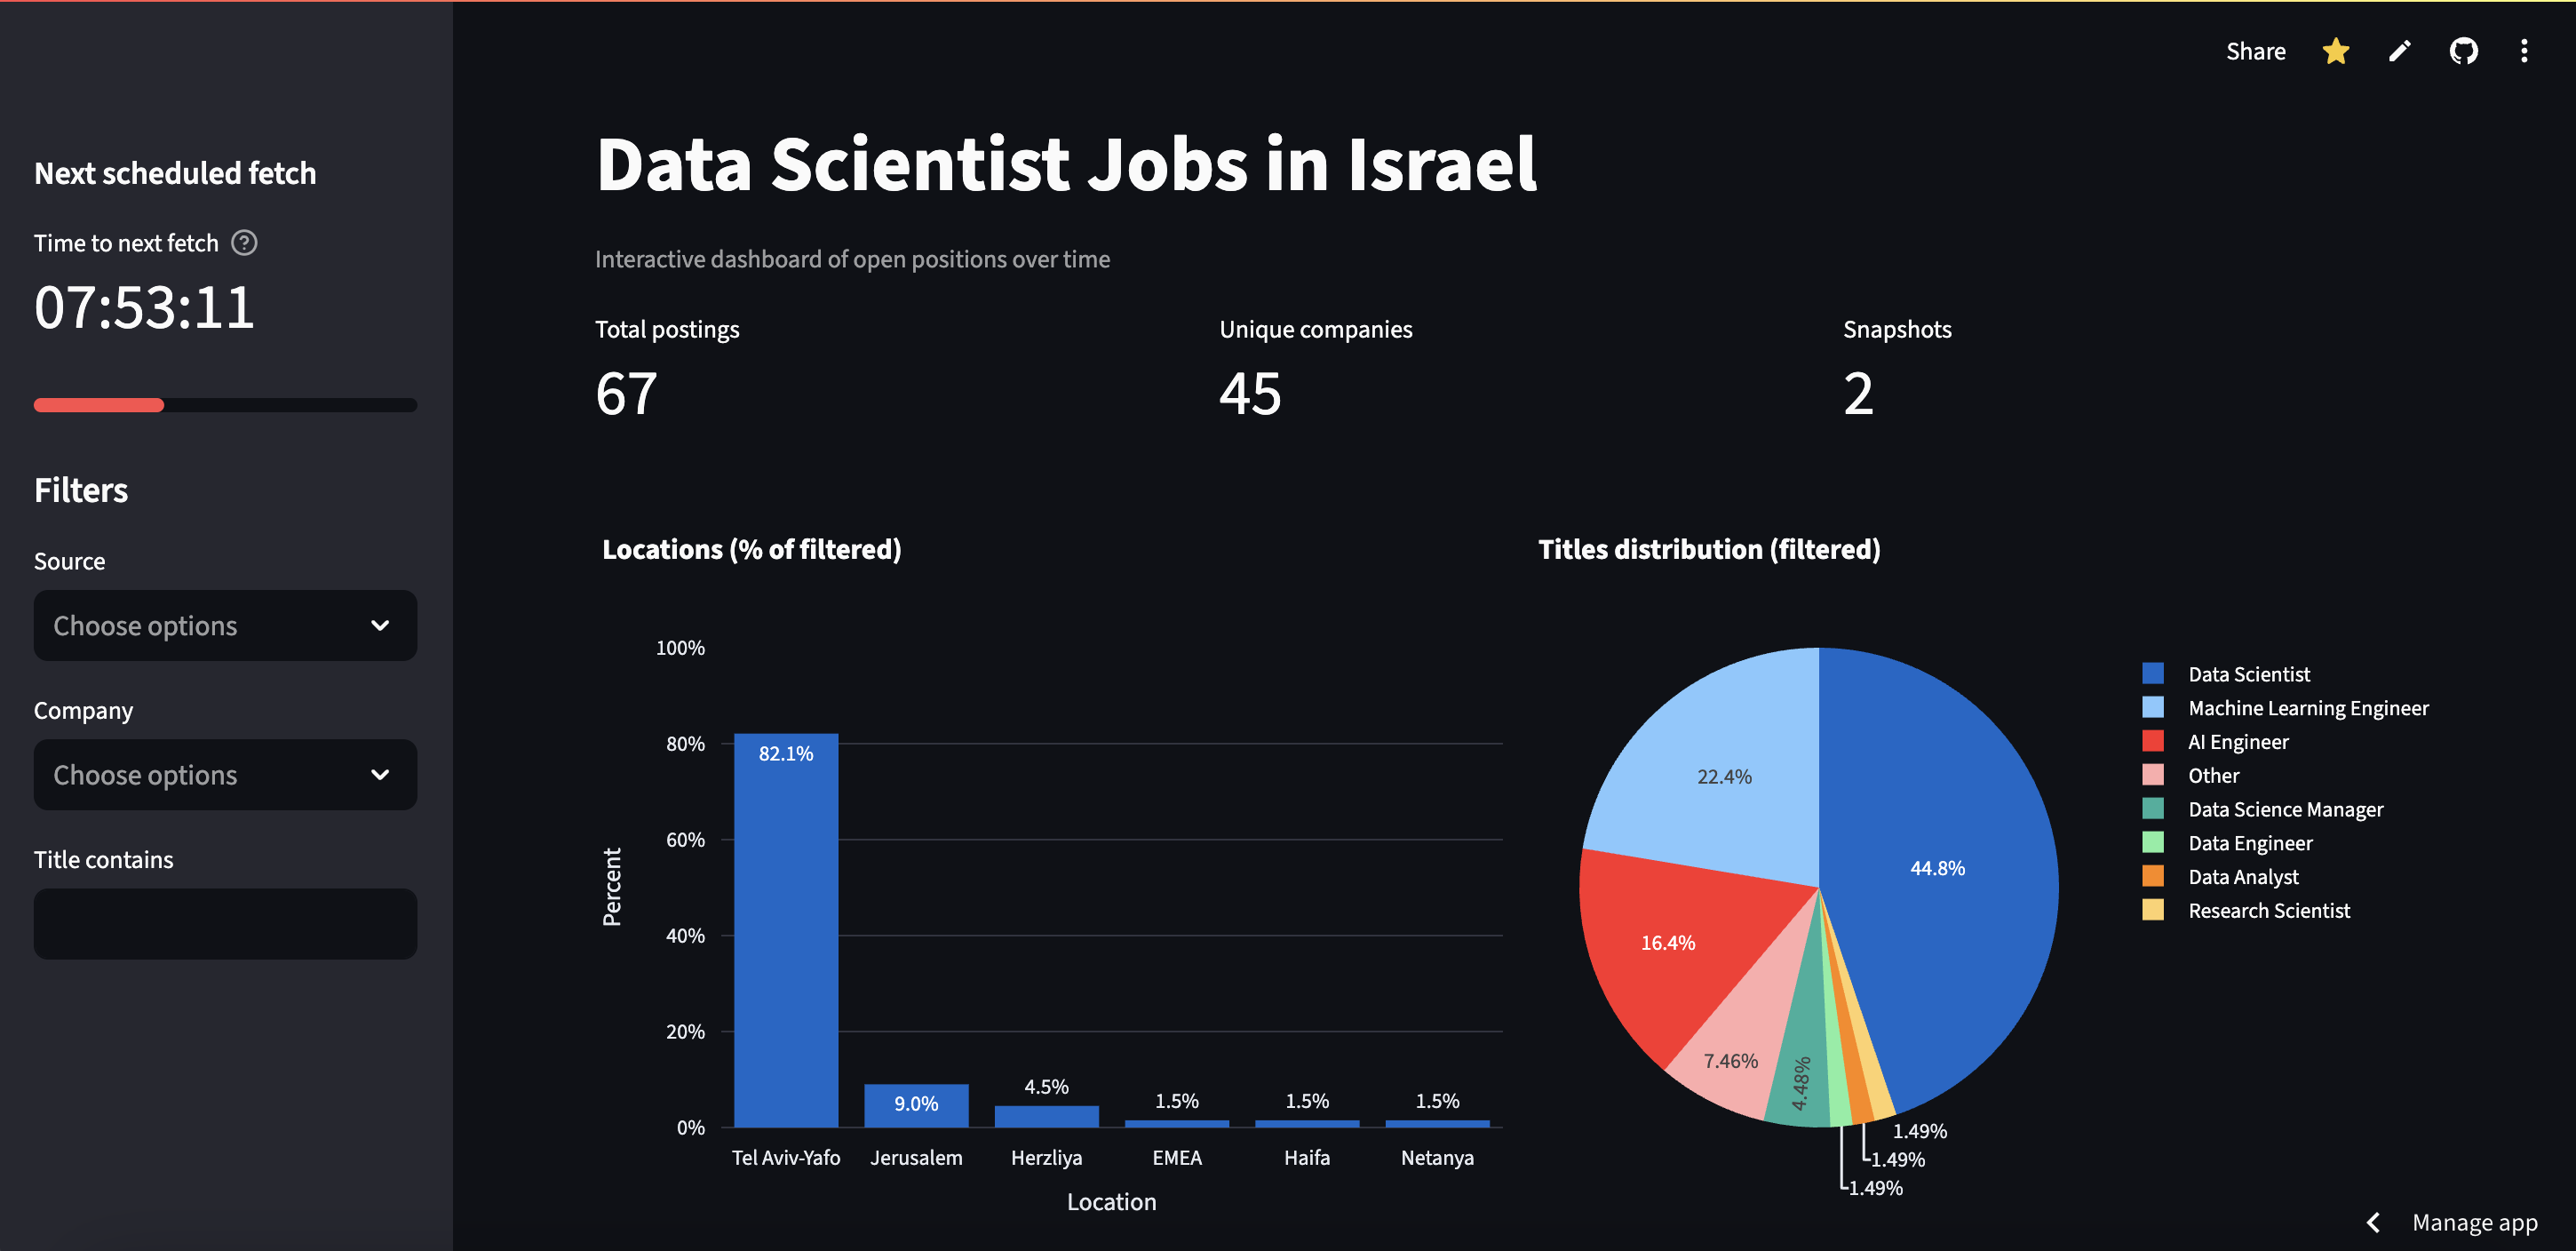 Share
Next scheduled fetch
Time to next fetch
07:53:11
Filters
Source
Choose options
Company
Choose options
Title contains
Data Scientist Jobs in Israel
Interactive dashboard of open positions over time
Total postings
67
Unique companies
45
Snapshots
2
Locations (% of filtered)
100%
80%
60%
40%
20%
0%
Percent
82.1%
9.0%
4.5%
1.5%
1.5%
1.5%
Tel Aviv-Yafo
Jerusalem
Herzliya
EMEA
Haifa
Netanya
Location
Titles distribution (filtered)
22.4%
44.8%
16.4%
7.46%
4.48%
1.49%
1.49%
1.49%
Data Scientist
Machine Learning Engineer
AI Engineer
Other
Data Science Manager
Data Engineer
Data Analyst
Research Scientist
Manage app